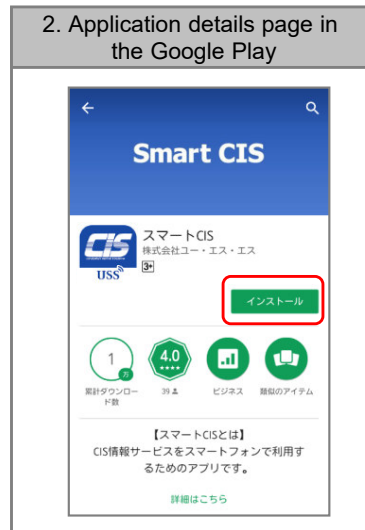 2. Application details page in
the Google Play
Smart CIS
CIS
USS
スマートCIS
株式会社ユー・エス・エス
3+
インストール
1
万
4.0
累計ダウンロー
ド数
39
ビジネス
類似のアイテム
【スマートCISとは】
CIS情報サービスをスマートフォンで利用す
るためのアプリです。
詳細はこちら